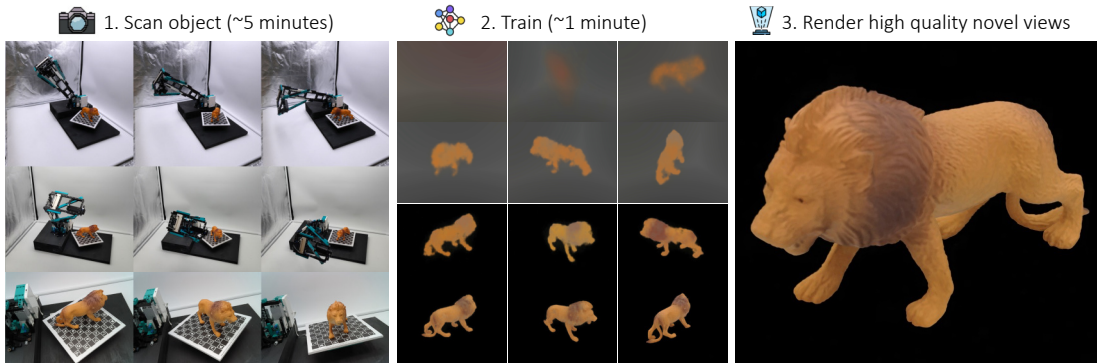 1. Scan object (~5 minutes)
2. Train (~1 minute)
3. Render high quality novel views